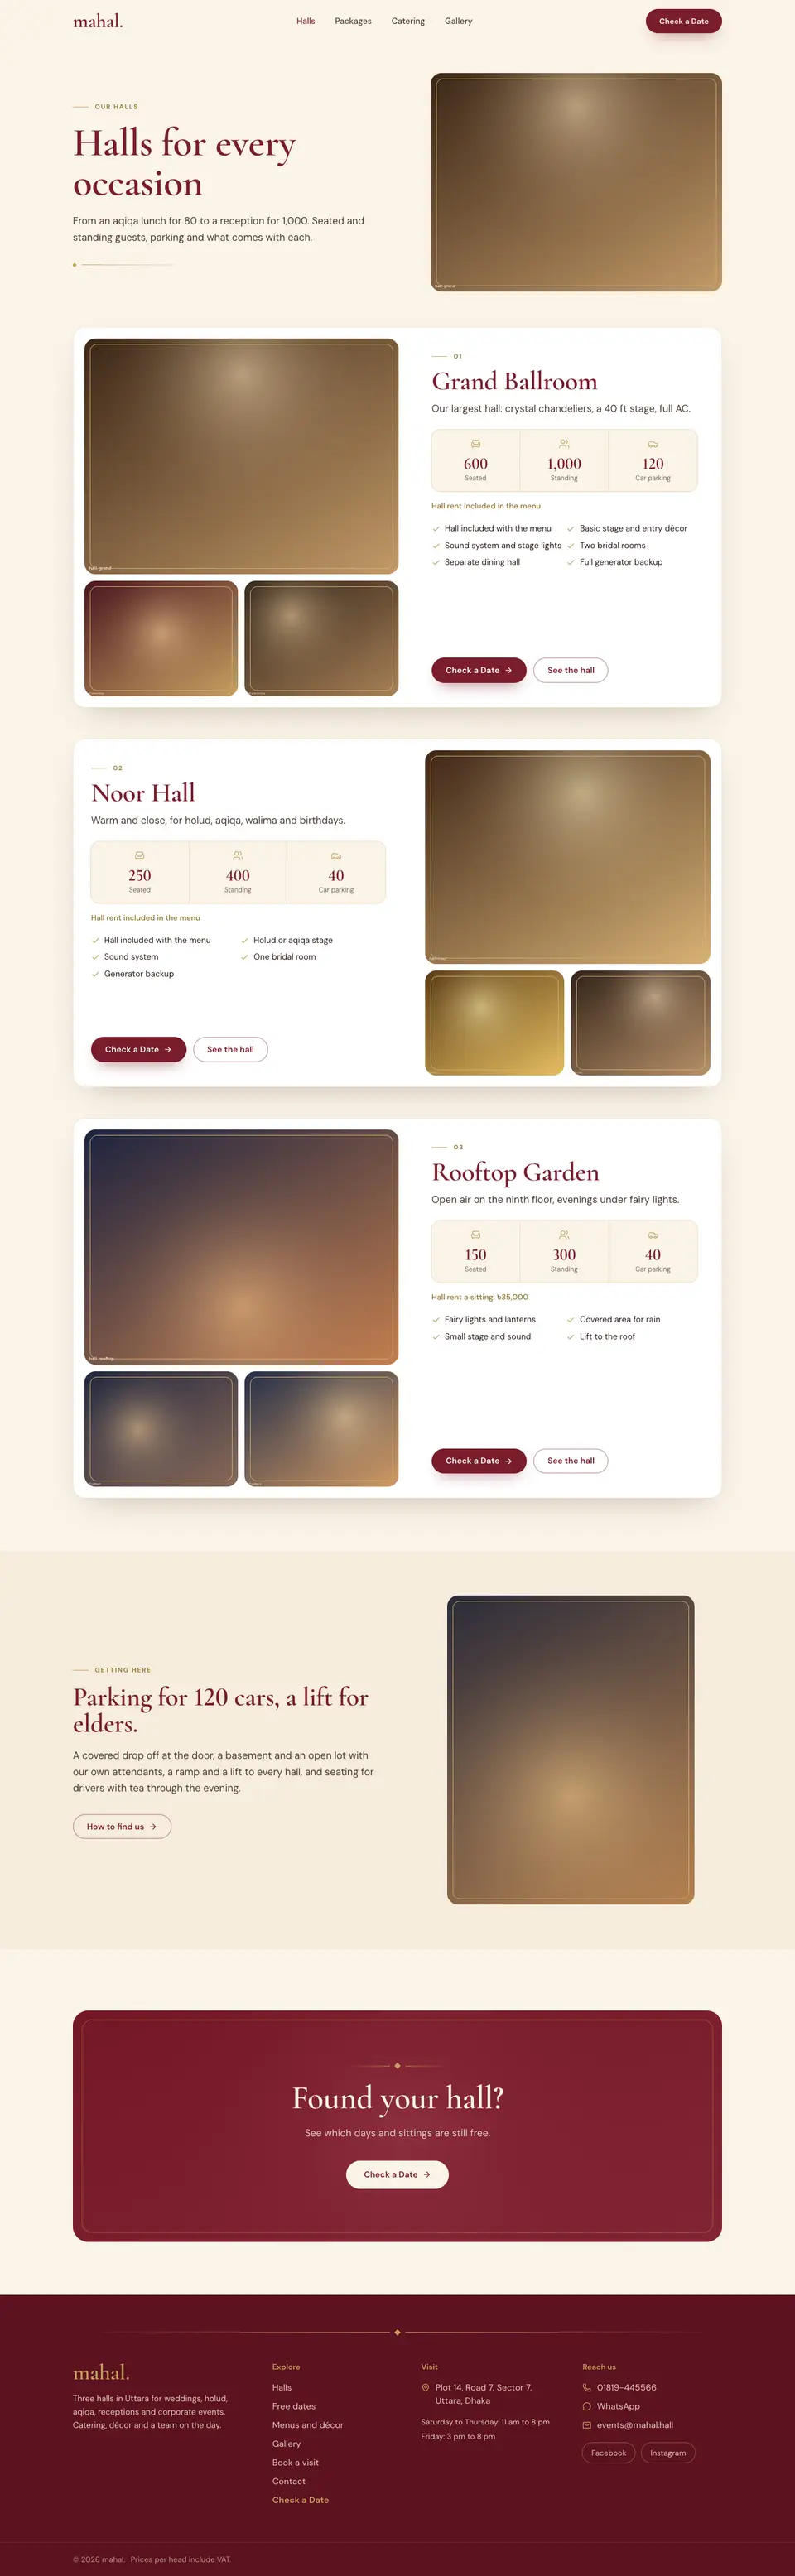 mahal.
Halls
Packages
Catering
Gallery
Check a Date
OUR HALLS
Halls for every
occasion
From an aqiqa lunch for 80 to a reception for 1,000. Seated and
standing guests, parking and what comes with each.
hall-grand
hall-grand
01
Grand Ballroom
Our largest hall: crystal chandeliers, a 40 ft stage, full AC.
600
Seated
1,000
Standing
120
Car parking
Hall rent included in the menu
Hall included with the menu
Basic stage and entry décor
Sound system and stage lights
Two bridal rooms
Separate dining hall
Full generator backup
Check a Date
See the hall
02
Noor Hall
Warm and close, for holud, aqiqa, walima and birthdays.
250
Seated
400
Standing
40
Car parking
Hall rent included in the menu
Hall included with the menu
Holud or aqiqa stage
Sound system
One bridal room
Generator backup
Check a Date
See the hall
hall-rooftop
03
Rooftop Garden
Open air on the ninth floor, evenings under fairy lights.
150
Seated
300
Standing
40
Car parking
Hall rent a sitting: ৳35,000
Fairy lights and lanterns
Covered area for rain
Small stage and sound
Lift to the roof
Check a Date
See the hall
GETTING HERE
Parking for 120 cars, a lift for
elders.
A covered drop off at the door, a basement and an open lot with
our own attendants, a ramp and a lift to every hall, and seating for
drivers with tea through the evening.
How to find us
Found your hall?
See which days and sittings are still free.
Check a Date
mahal.
Three halls in Uttara for weddings, holud,
aqiqa, receptions and corporate events.
Catering, décor and a team on the day.
Explore
Halls
Free dates
Menus and décor
Gallery
Book a visit
Contact
Check a Date
Visit
Plot 14, Road 7, Sector 7,
Uttara, Dhaka
Saturday to Thursday: 11 am to 8 pm
Friday: 3 pm to 8 pm
Reach us
01819-445566
WhatsApp
events@mahal.hall
Facebook
Instagram
© 2026 mahal. · Prices per head include VAT.